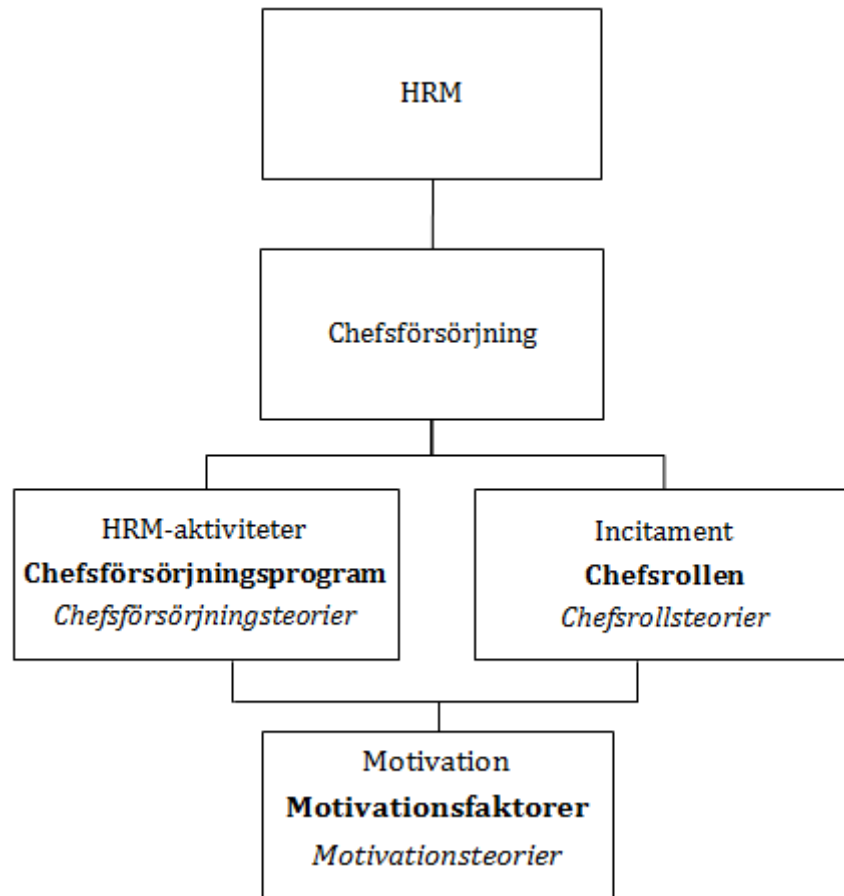 HRM
Chefsförsörjning
HRM-aktiviteter
Chefsförsörjningsprogram
Chefsförsörjningsteorier
Incitament
Chefsrollen
Chefsrollsteorier
Motivation
Motivationsfaktorer
Motivationsteorier